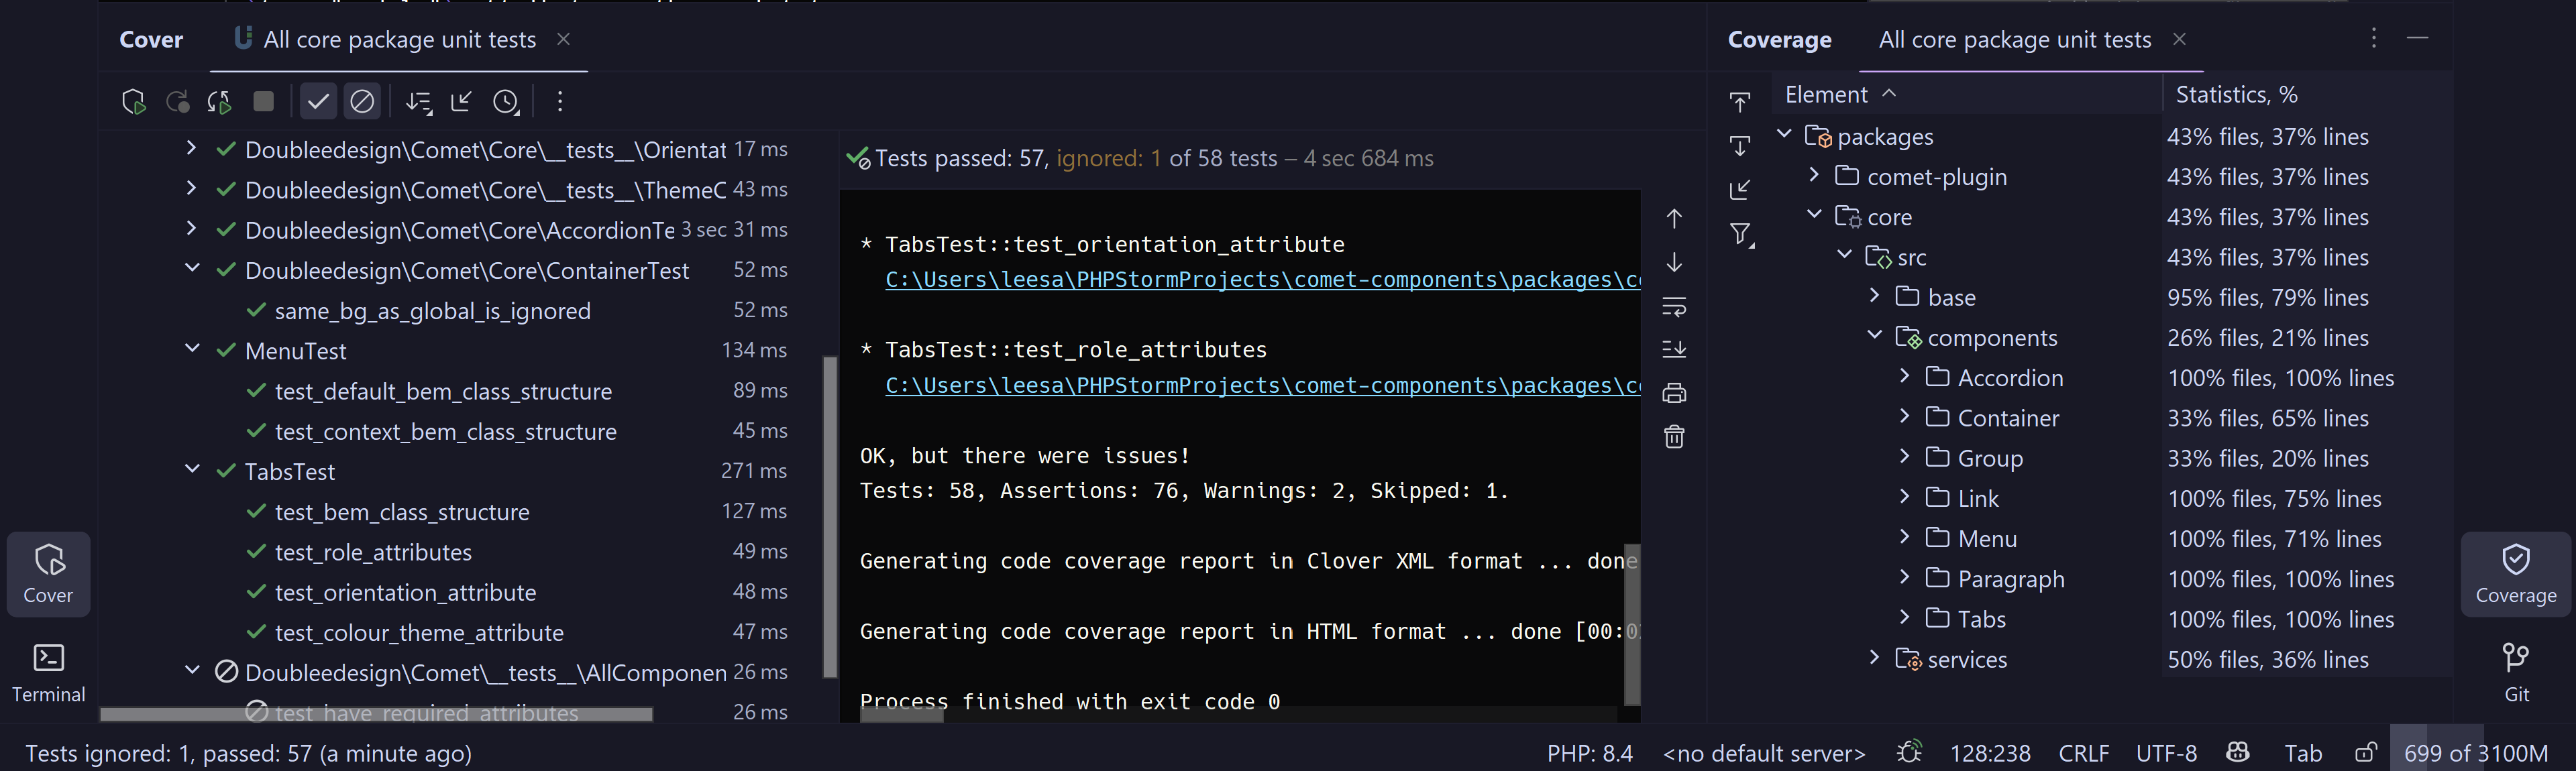 Cover All core package unit tests
Doubleedesign\Comet\Core\__tests__\Orientat 17 ms
Doubleedesign\Comet\Core\__tests__\ThemeC 43 ms
Doubleedesign\Comet\Core\AccordionTe 3 sec 31 ms
Doubleedesign\Comet\Core\ContainerTest 52 ms
same_bg_as_global_is_ignored 52 ms
MenuTest 134 ms
test_default_bem_class_structure 89 ms
test_context_bem_class_structure 45 ms
TabsTest 271 ms
test_bem_class_structure 127 ms
test_role_attributes 49 ms
test_orientation_attribute 48 ms
test_colour_theme_attribute 47 ms
Doubleedesign\Comet\__tests__\AllComponen 26 ms
test_have_required_attributes 26 ms
Tests passed: 57, ignored: 1 of 58 tests – 4 sec 684 ms
* TabsTest::test_orientation_attribute
C:\Users\leesa\PHPStormProjects\comet-components\packages\co
* TabsTest::test_role_attributes
C:\Users\leesa\PHPStormProjects\comet-components\packages\co
OK, but there were issues!
Tests: 58, Assertions: 76, Warnings: 2, Skipped: 1.
Generating code coverage report in Clover XML format ... done
Generating code coverage report in HTML format ... done [00:0
Process finished with exit code 0
Coverage All core package unit tests
Element Statistics, %
packages 43% files, 37% lines
comet-plugin 43% files, 37% lines
core 43% files, 37% lines
src 43% files, 37% lines
base 95% files, 79% lines
components 26% files, 21% lines
Accordion 100% files, 100% lines
Container 33% files, 65% lines
Group 33% files, 20% lines
Link 100% files, 75% lines
Menu 100% files, 71% lines
Paragraph 100% files, 100% lines
Tabs 100% files, 100% lines
services 50% files, 36% lines
Cover
Terminal
Coverage
Git
Tests ignored: 1, passed: 57 (a minute ago)
PHP: 8.4 <no default server> 128:238 CRLF UTF-8 Tab 699 of 3100M